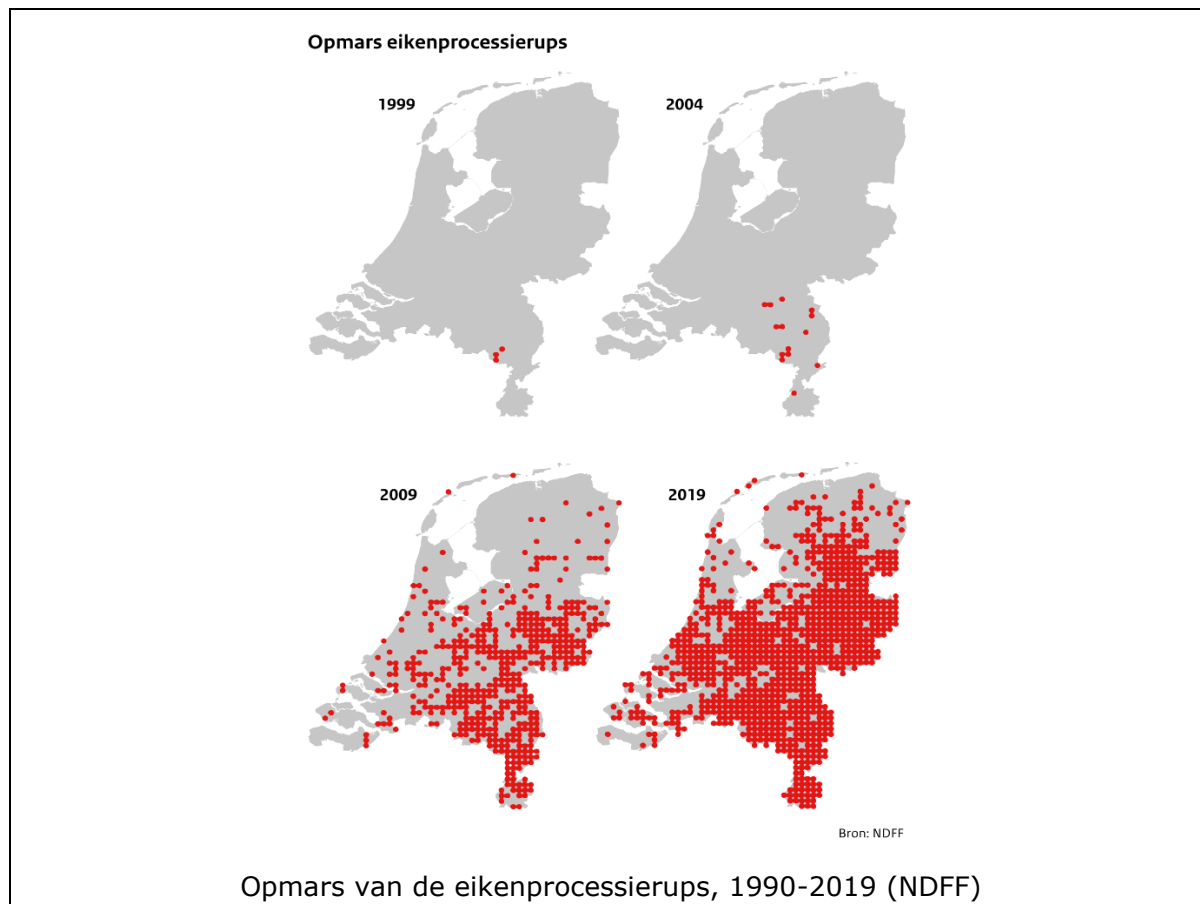 Opmars eikenprocessierups
1999
2004
2009
2019
Bron: NDFF
Opmars van de eikenprocessierups, 1990-2019 (NDFF)